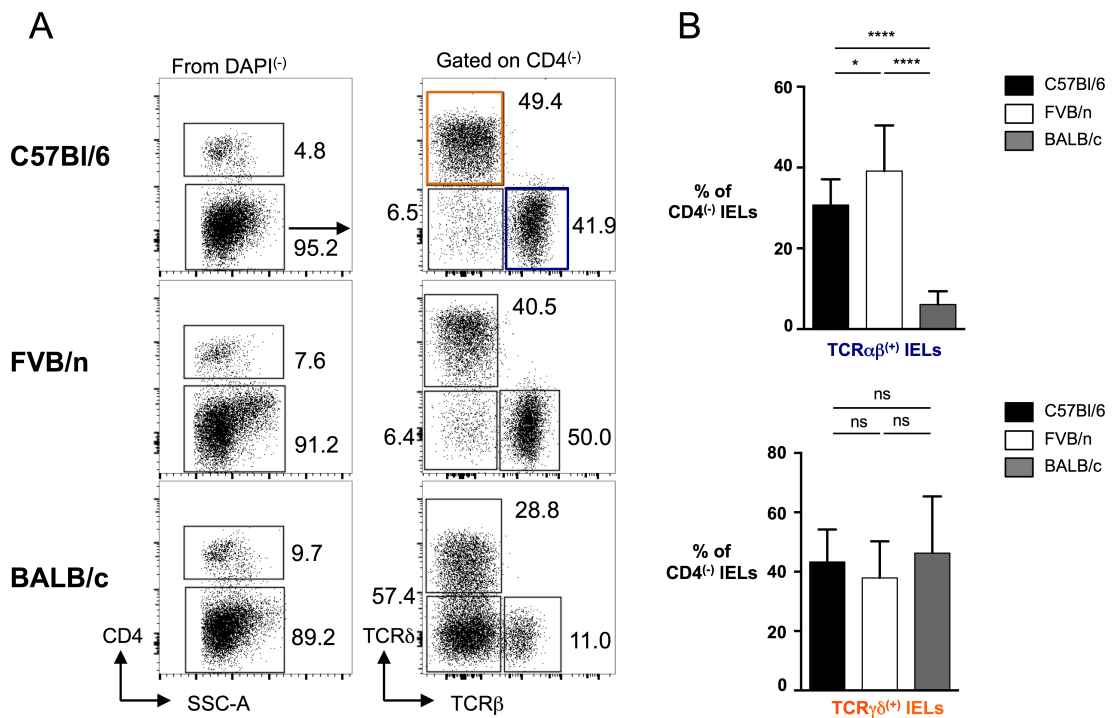 A
From DAPI(-)
Gated on CD4(-)
C57Bl/6
4.8
95.2
49.4
6.5
41.9
FVB/n
7.6
91.2
40.5
6.4
50.0
BALB/c
9.7
89.2
28.8
57.4
11.0
CD4
SSC-A
TCRδ
TCRβ
B
****
* ****
60
40
20
0
% of
CD4(-) IELs
TCRαβ(+) IELs
C57Bl/6
FVB/n
BALB/c
ns
ns ns
80
60
40
20
0
% of
CD4(-) IELs
TCRγδ(+) IELs
C57Bl/6
FVB/n
BALB/c